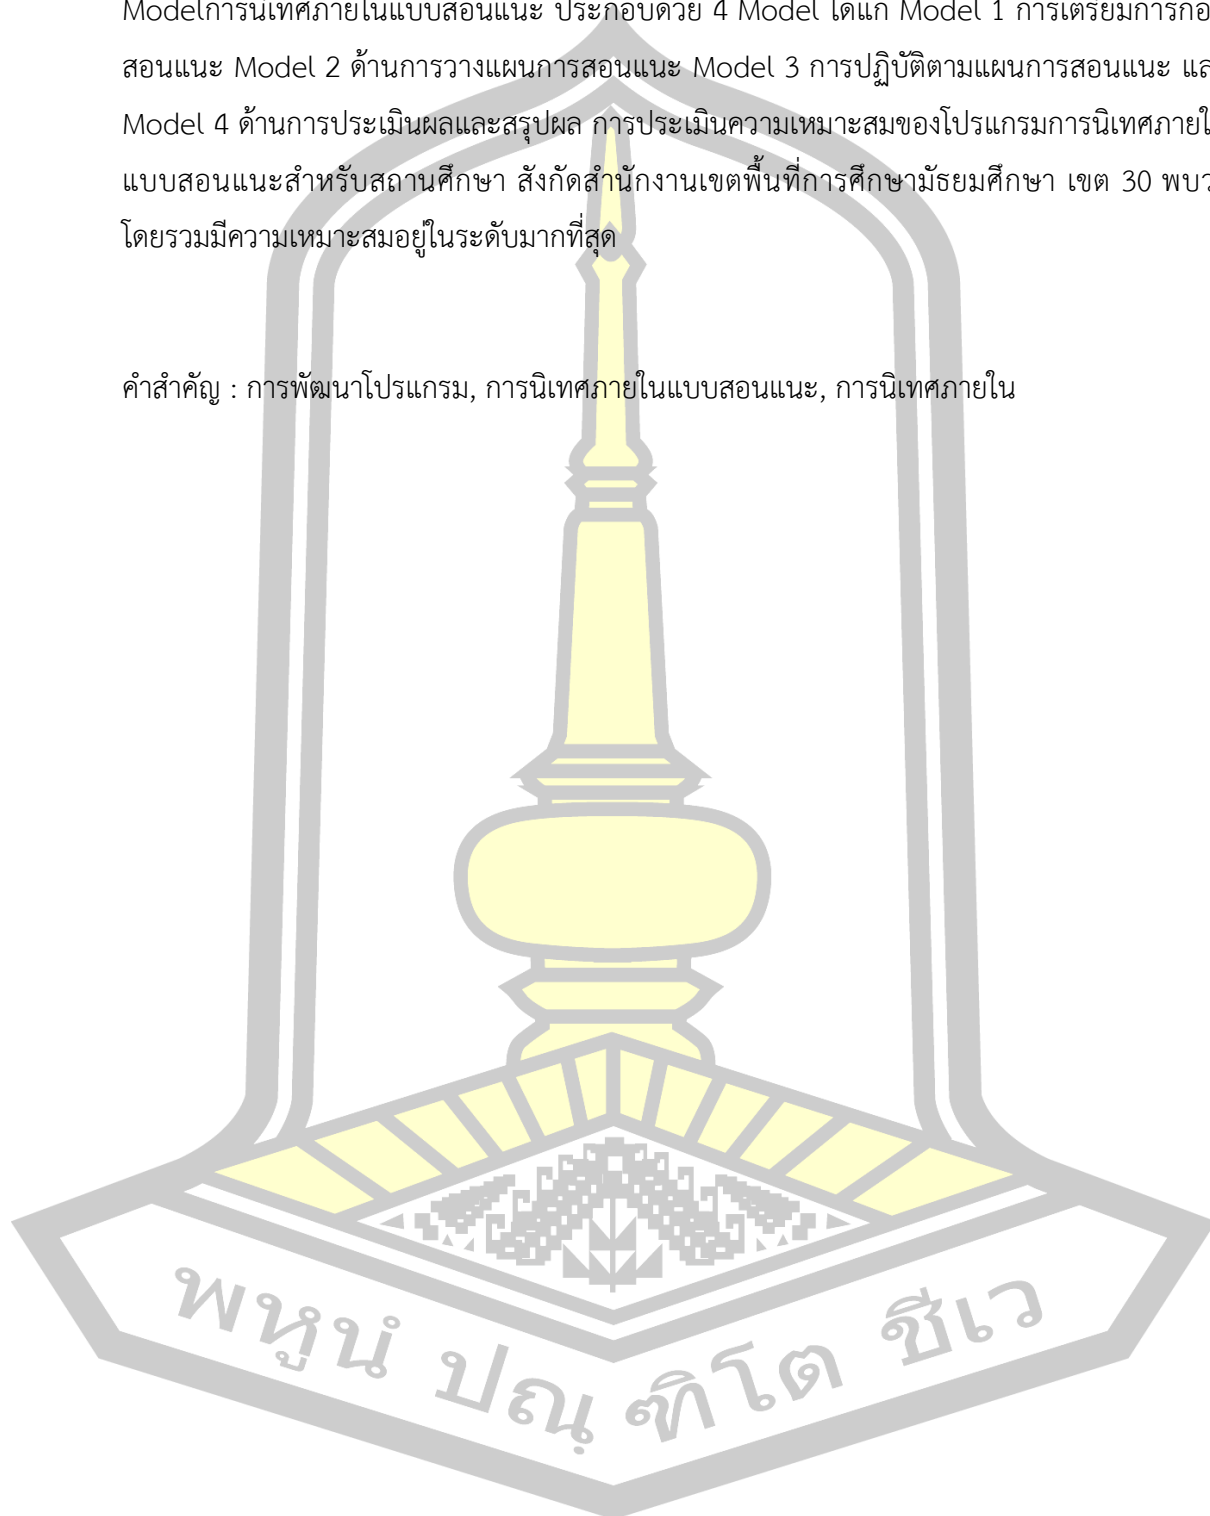 Modelการนิเทศภายในแบบสอนแนะ ประกอบด้วย 4 Model ได้แก่ Model 1 การเตรียมการก่อ
สอนแนะ Model 2 ด้านการวางแผนการสอนแนะ Model 3 การปฏิบัติตามแผนการสอนแนะ แล
Model 4 ด้านการประเมินผลและสรุปผล การประเมินความเหมาะสมของโปรแกรมการนิเทศภายใ
แบบสอนแนะสำหรับสถานศึกษา สังกัดสำนักงานเขตพื้นที่การศึกษามัธยมศึกษา เขต 30 พบว
โดยรวมมีความเหมาะสมอยู่ในระดับมากที่สุด
คำสำคัญ : การพัฒนาโปรแกรม, การนิเทศภายในแบบสอนแนะ, การนิเทศภายใน
พหูนํ ปณฺฑิโต ชีเว